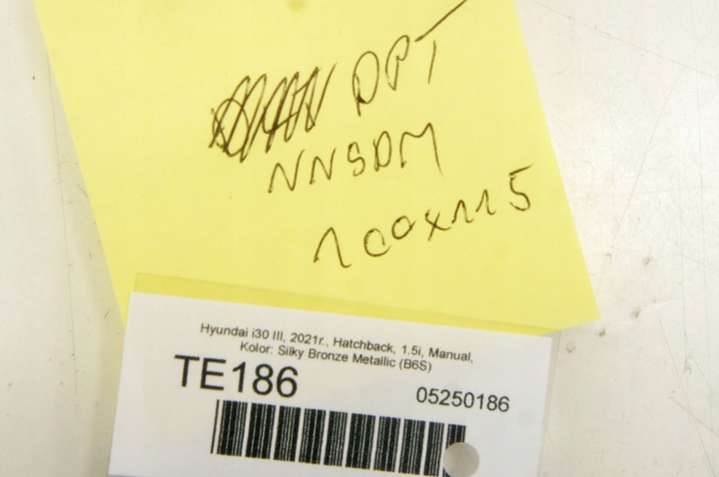 DPT
NNSDM
100x115
Hyundai i30 III, 2021r., Hatchback, 1.5i, Manual,
Kolor: Silky Bronze Metallic (B6S)
TE186
05250186